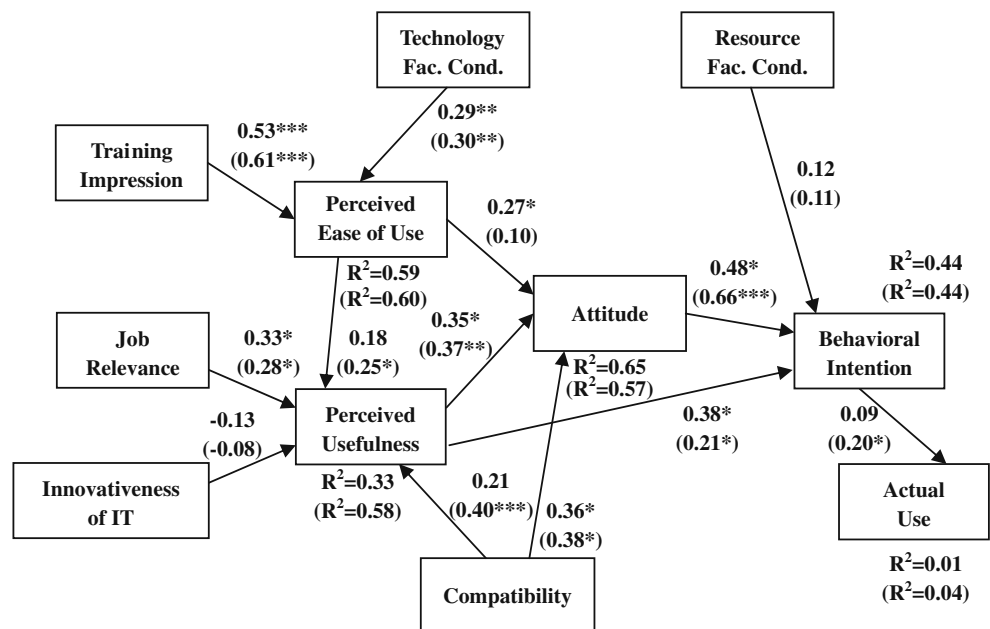 Technology
Fac. Cond.
Resource
Fac. Cond.
0.29**
(0.30**)
0.53***
(0.61***)
Training
Impression
0.12
(0.11)
Perceived
Ease of Use
0.27*
(0.10)
R²=0.59
(R²=0.60)
0.48*
(0.66***)
R²=0.44
(R²=0.44)
Attitude
Job
Relevance
0.33*
(0.28*)
0.18
(0.25*)
0.35*
(0.37**)
Behavioral
Intention
R²=0.65
(R²=0.57)
Perceived
Usefulness
-0.13
(-0.08)
0.38*
(0.21*)
0.09
(0.20*)
Innovativeness
of IT
R²=0.33
(R²=0.58)
0.21
(0.40***)
0.36*
(0.38*)
Actual
Use
R²=0.01
(R²=0.04)
Compatibility